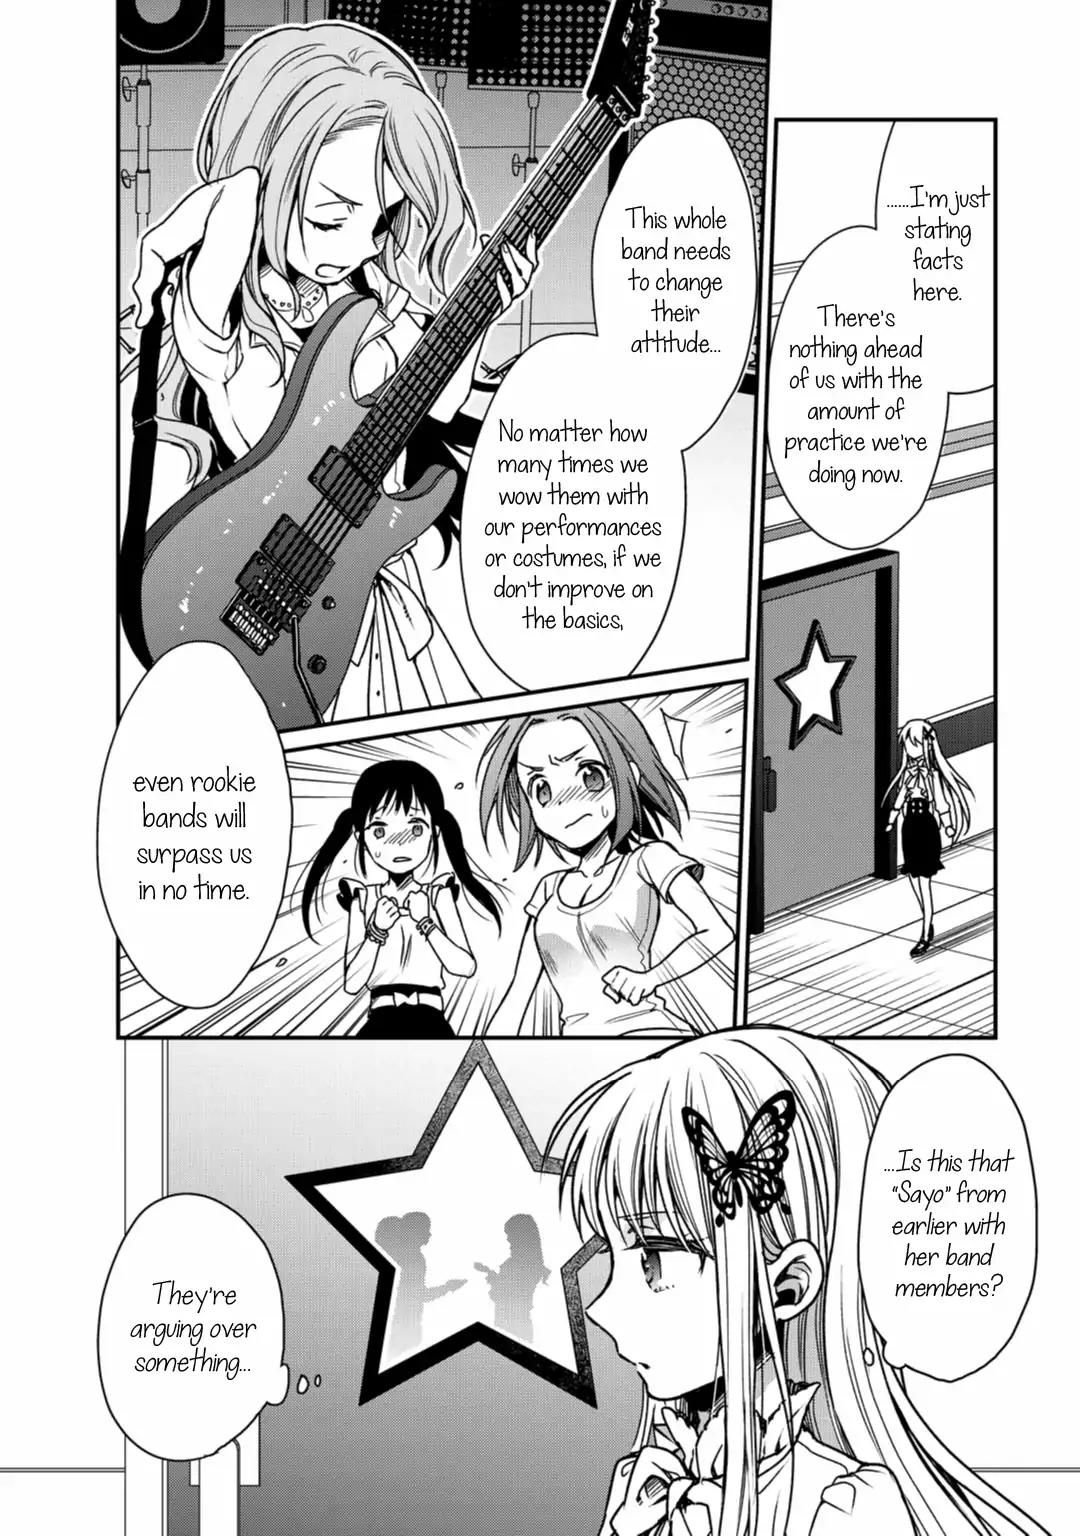 ......I'm just
stating
facts
here.
There's
nothing ahead
of us with the
amount of
practice we're
doing now.
This whole
band needs
to change
their
attitude...
No matter how
many times we
wow them with
our performances
or costumes, if we
don't improve on
the basics,
even rookie
bands will
surpass us
in no time.
...Is this that
"Sayo" from
earlier with
her band
members?
They're
arguing over
something...